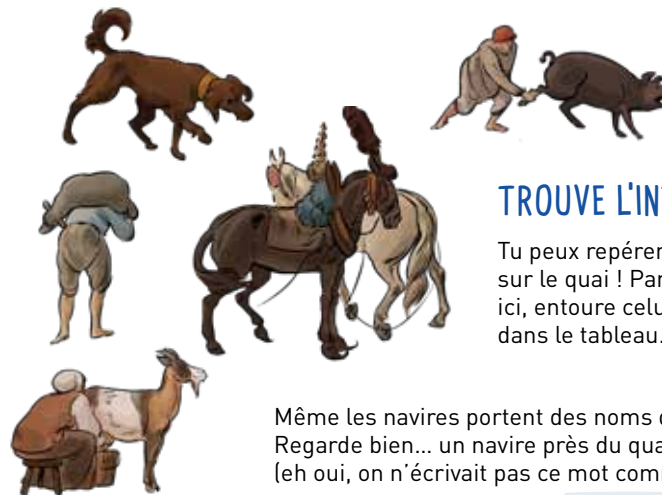 TROUVE L'IN
Tu peux repérer
sur le quai ! Par
ici, entoure celu
dans le tableau.
Même les navires portent des noms d
Regarde bien... un navire près du qua
(eh oui, on n'écrivait pas ce mot comm